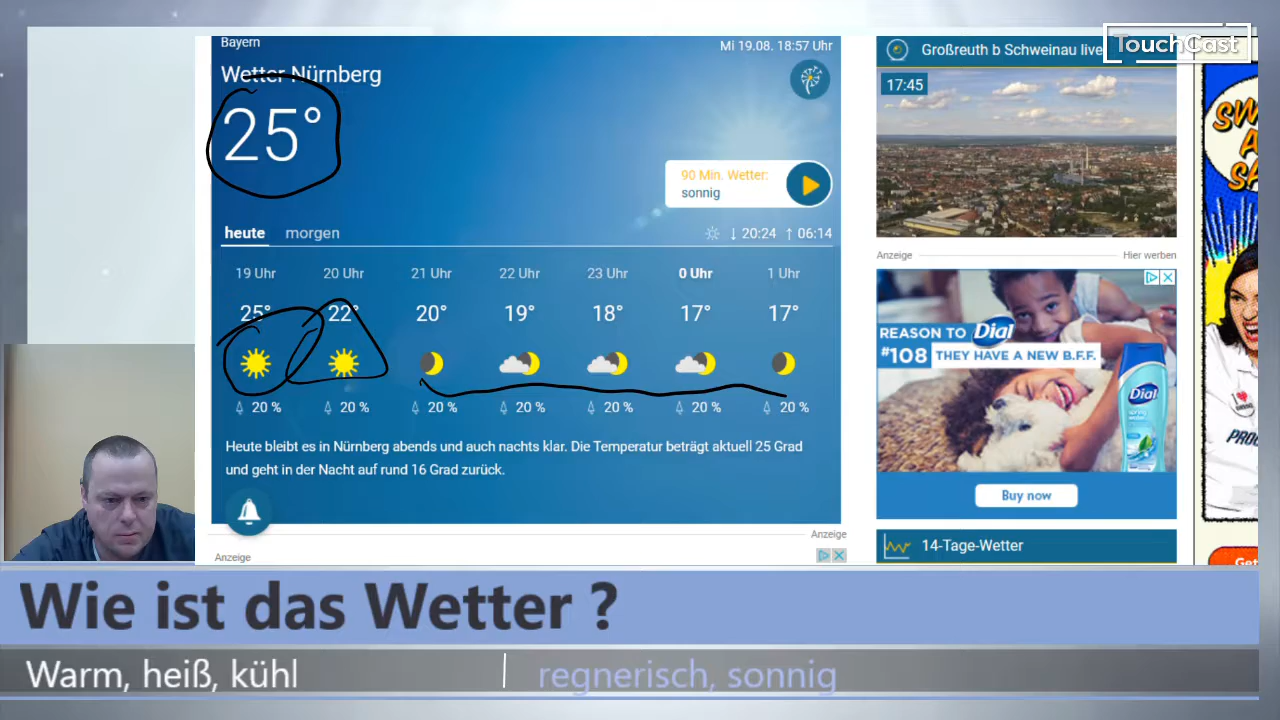 TouchCast
Bayern
Mi 19.08. 18:57 Uhr
Wetter Nürnberg
25°
90 Min. Wetter:
sonnig
heute morgen
↓ 20:24 ↑ 06:14
19 Uhr 20 Uhr 21 Uhr 22 Uhr 23 Uhr 0 Uhr 1 Uhr
25° 22° 20° 19° 18° 17° 17°
20 % 20 % 20 % 20 % 20 % 20 % 20 %
Heute bleibt es in Nürnberg abends und auch nachts klar. Die Temperatur beträgt aktuell 25 Grad
und geht in der Nacht auf rund 16 Grad zurück.
Anzeige
Anzeige
Großreuth b Schweinau live
17:45
Anzeige
Hier werben
REASON TO Dial
#108 THEY HAVE A NEW B.F.F.
Dial
Buy now
14-Tage-Wetter
Wie ist das Wetter ?
Warm, heiß, kühl | regnerisch, sonnig